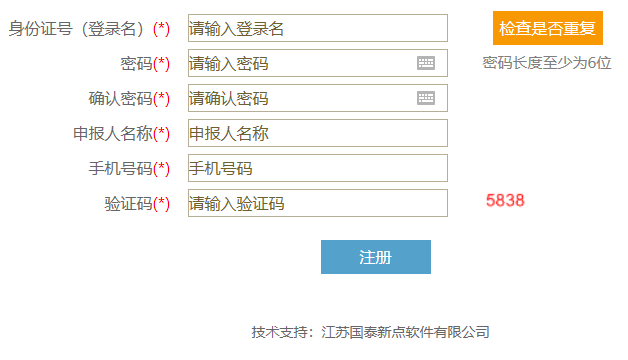 身份证号（登录名）(*) 请输入登录名 检查是否重复
密码(*) 请输入密码 密码长度至少为6位
确认密码(*) 请确认密码
申报人名称(*) 申报人名称
手机号码(*) 手机号码
验证码(*) 请输入验证码 5838
注册
技术支持：江苏国泰新点软件有限公司